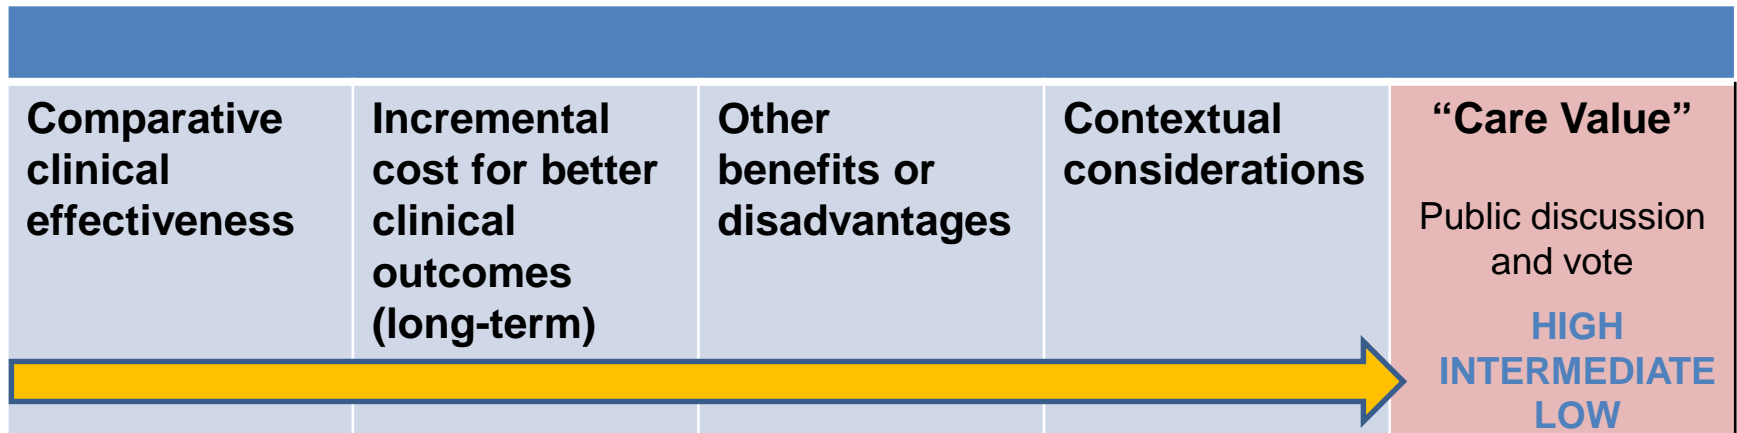 Comparative
clinical
effectiveness
Incremental
cost for better
clinical
outcomes
(long-term)
Other
benefits or
disadvantages
Contextual
considerations
“Care Value”
Public discussion
and vote
HIGH
INTERMEDIATE
LOW